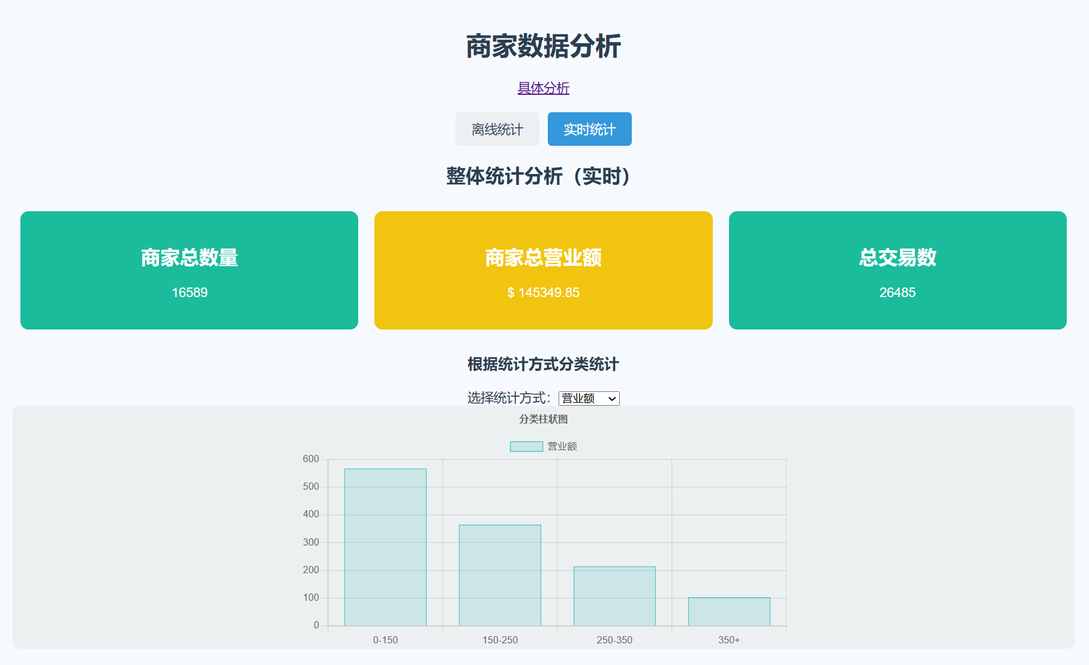 商家数据分析
具体分析
离线统计 实时统计
整体统计分析（实时）
商家总数量 商家总营业额 总交易数
16589 $ 145349.85 26485
根据统计方式分类统计
选择统计方式： 营业额
分类柱状图
营业额
600
500
400
300
200
100
0
0-150 150-250 250-350 350+